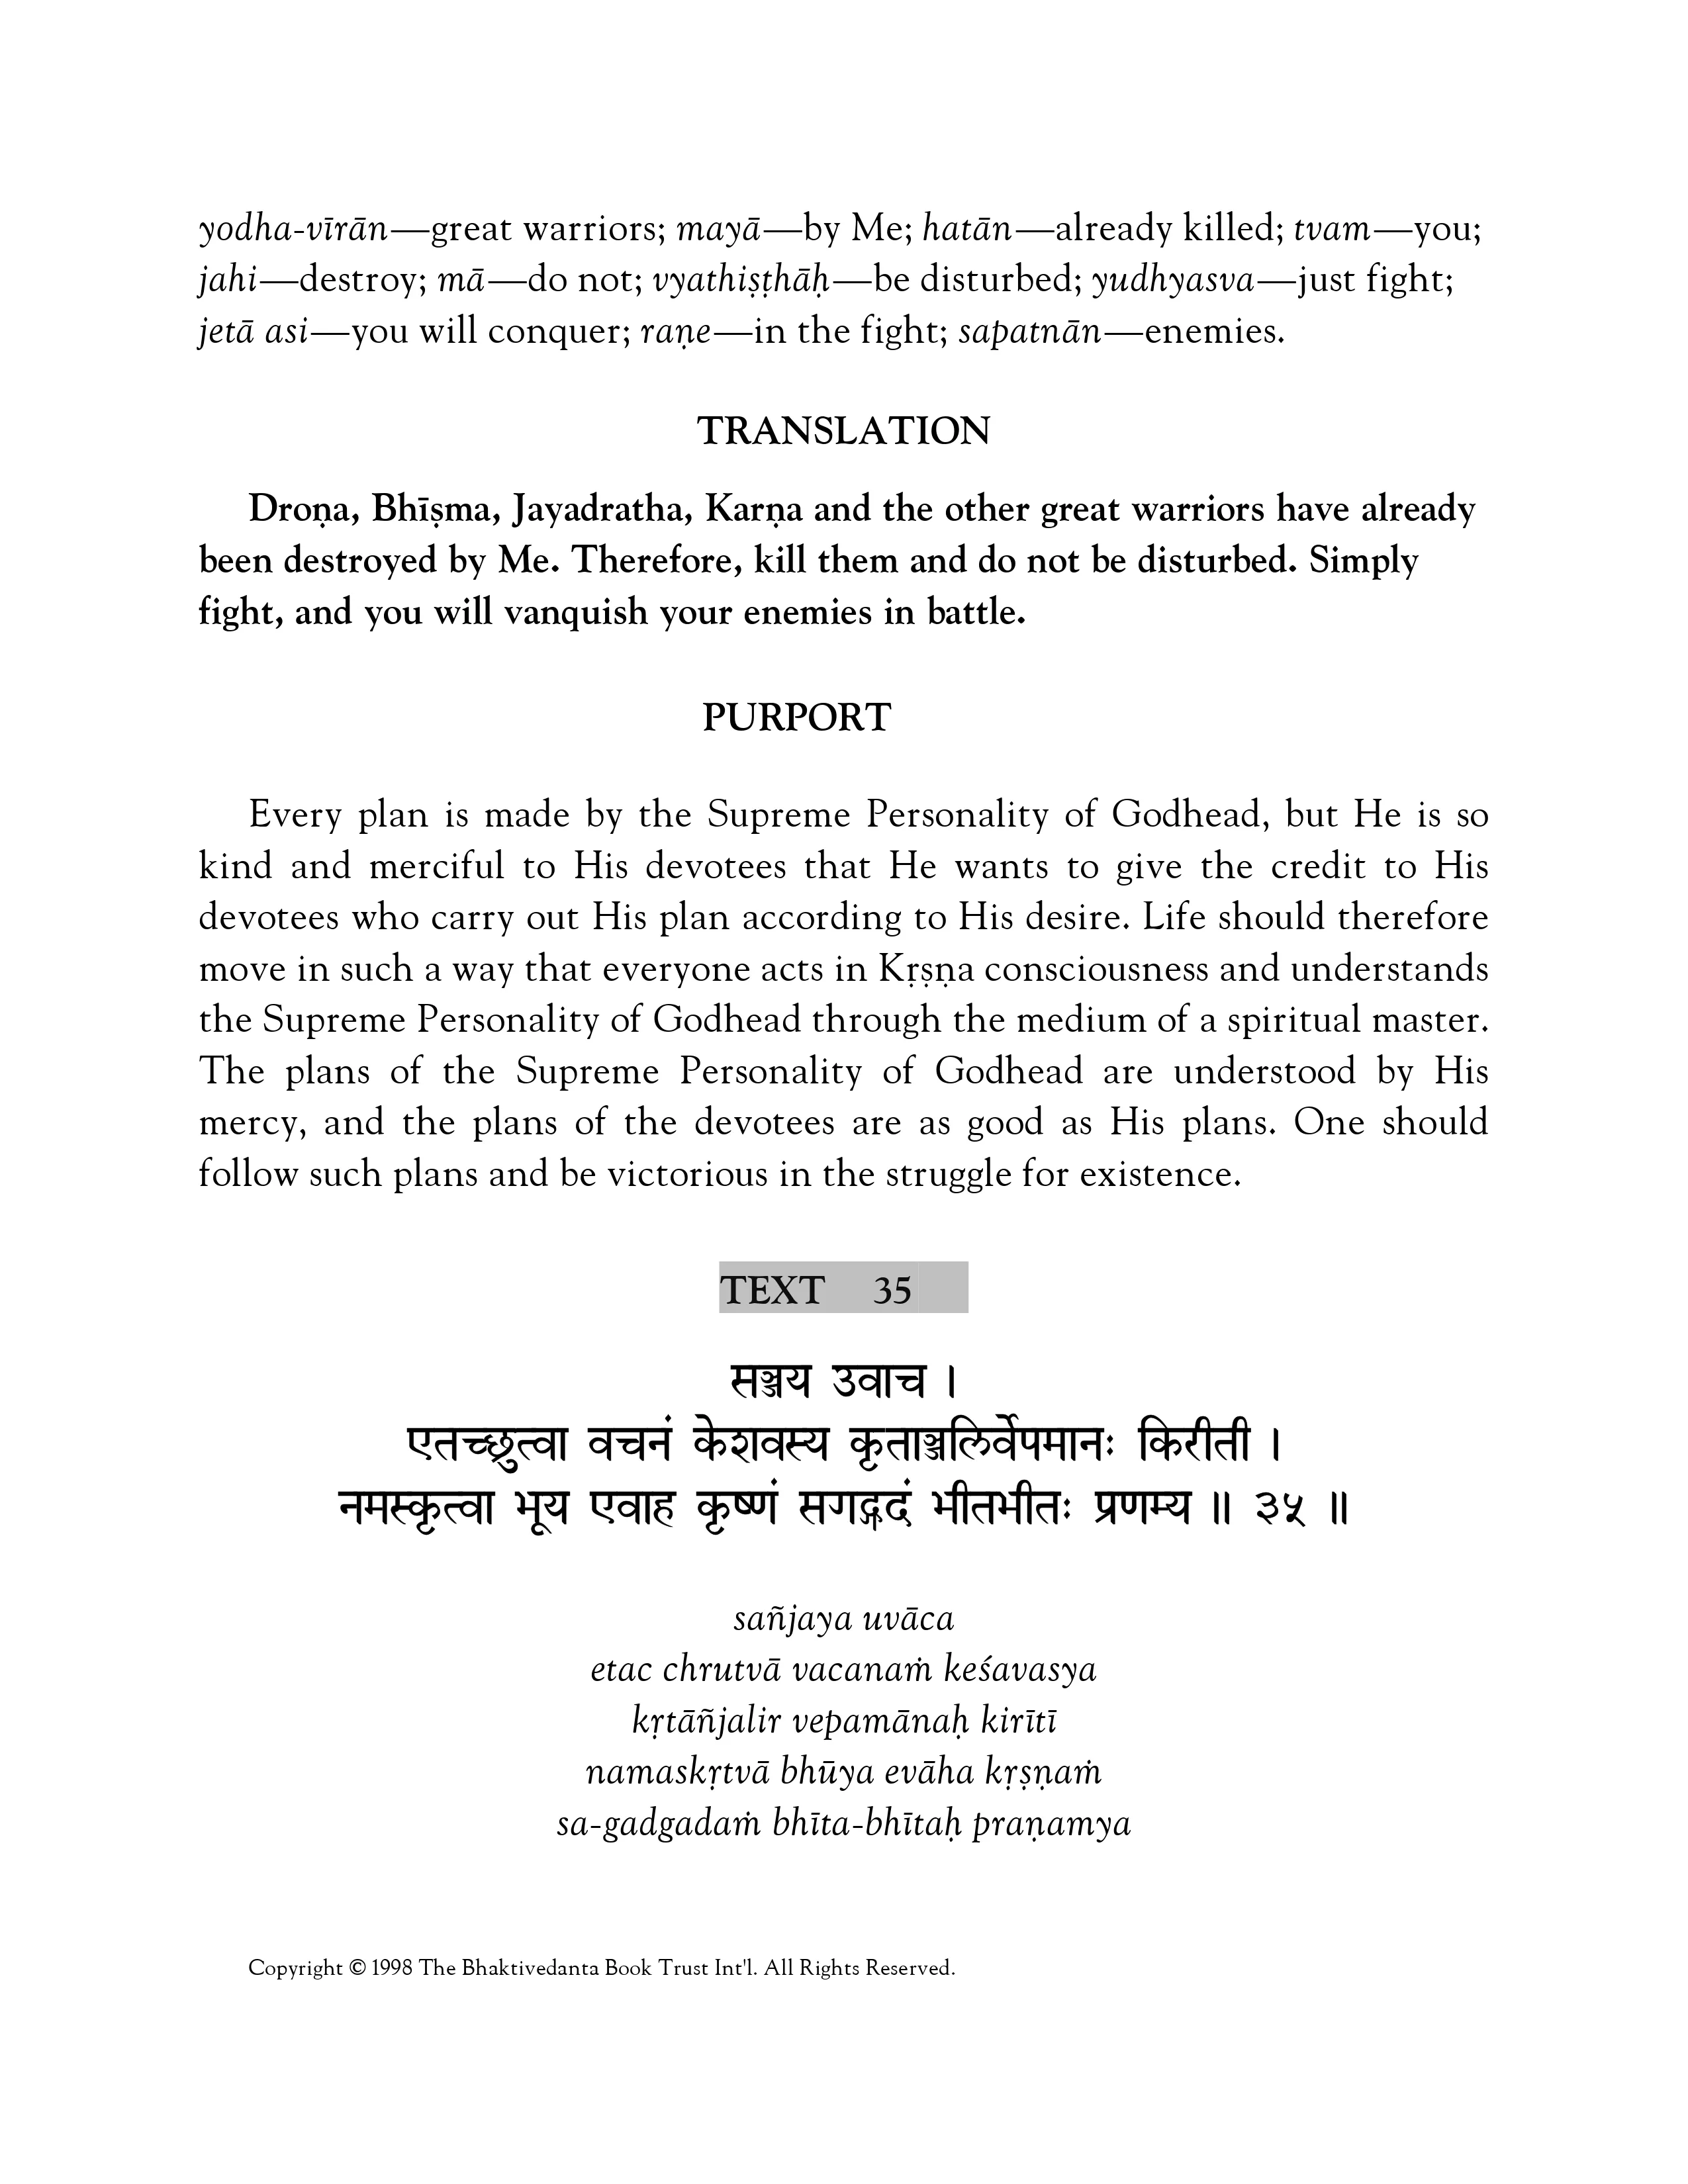 yodha-vīrān—great warriors; mayā—by Me; hatān—already killed; tvam—you;
jahi—destroy; mā—do not; vyathiṣṭhāḥ—be disturbed; yudhyasva—just fight;
jetā asi—you will conquer; raṇe—in the fight; sapatnān—enemies.
TRANSLATION
Droṇa, Bhīṣma, Jayadratha, Karṇa and the other great warriors have already
been destroyed by Me. Therefore, kill them and do not be disturbed. Simply
fight, and you will vanquish your enemies in battle.
PURPORT
Every plan is made by the Supreme Personality of Godhead, but He is so
kind and merciful to His devotees that He wants to give the credit to His
devotees who carry out His plan according to His desire. Life should therefore
move in such a way that everyone acts in Kṛṣṇa consciousness and understands
the Supreme Personality of Godhead through the medium of a spiritual master.
The plans of the Supreme Personality of Godhead are understood by His
mercy, and the plans of the devotees are as good as His plans. One should
follow such plans and be victorious in the struggle for existence.
TEXT 35
सञ्जय उवाच ।
एतच्छ्रुत्वा वचनं केशवस्य कृताञ्जलिर्वेपमानः किरीती ।
नमस्कृत्वा भूय एवाह कृष्णं सगद्गदं भीतभीतः प्रणम्य ॥ ३५ ॥
sañjaya uvāca
etac chrutvā vacanaṁ keśavasya
kṛtāñjalir vepamānaḥ kirītī
namaskṛtvā bhūya evāha kṛṣṇaṁ
sa-gadgadaṁ bhīta-bhītaḥ praṇamya
Copyright © 1998 The Bhaktivedanta Book Trust Int'l. All Rights Reserved.